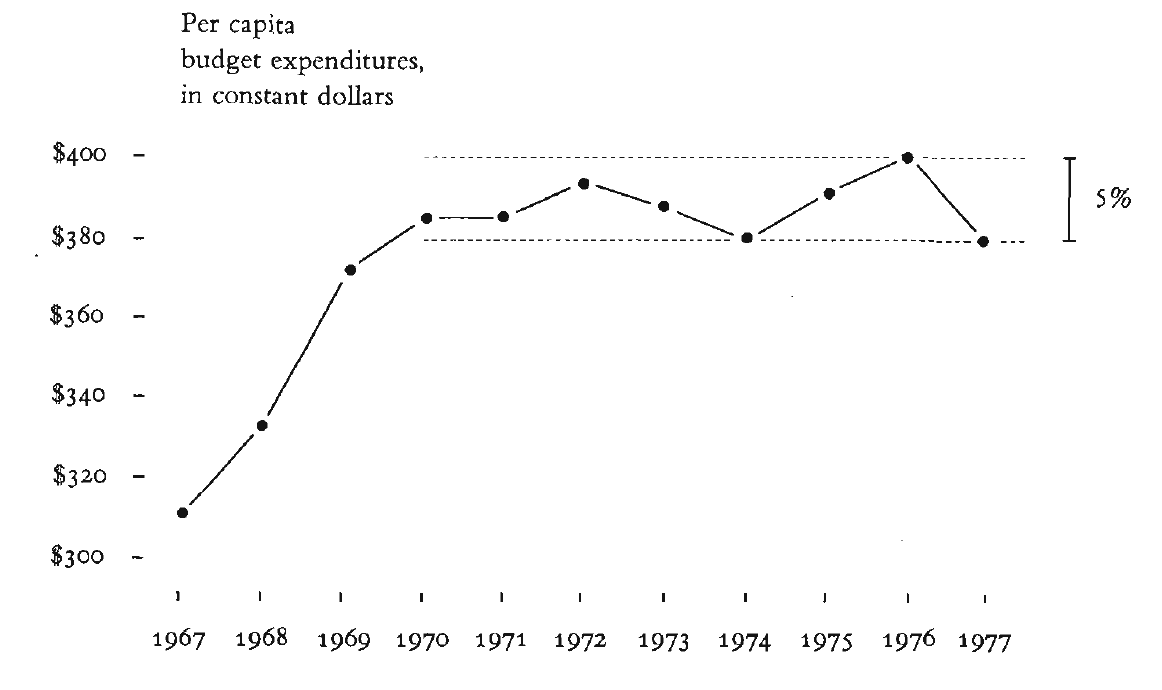 Per capita
budget expenditures,
in constant dollars
$400
$380
$360
$340
$320
$300
5%
1967 1968 1969 1970 1971 1972 1973 1974 1975 1976 1977